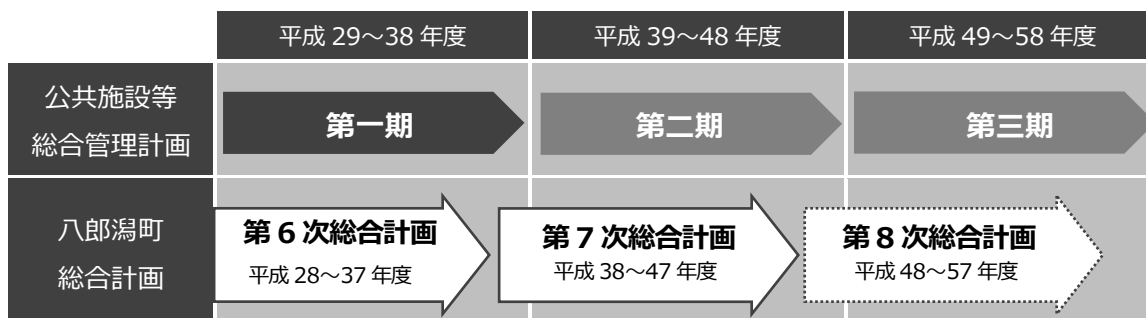 平成 29～38 年度
平成 39～48 年度
平成 49～58 年度
公共施設等
総合管理計画
第一期
第二期
第三期
八郎潟町
総合計画
第 6 次総合計画
平成 28～37 年度
第 7 次総合計画
平成 38～47 年度
第 8 次総合計画
平成 48～57 年度